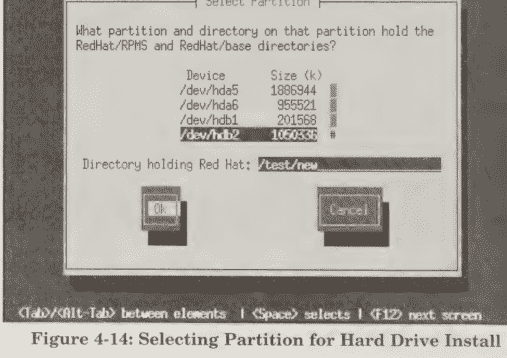 Select Partition
What partition and directory on that partition hold the
RedHat/RPMS and RedHat/base directories?
Device Size (k)
/dev/hda5 1886944
/dev/hda6 955521
/dev/hdb1 201568
/dev/hdb2 1050336 #
Directory holding Red Hat: /test/new
Ok Cancel
<Tab>/<Alt-Tab> between elements | <Space> selects | <F12> next screen
Figure 4-14: Selecting Partition for Hard Drive Install